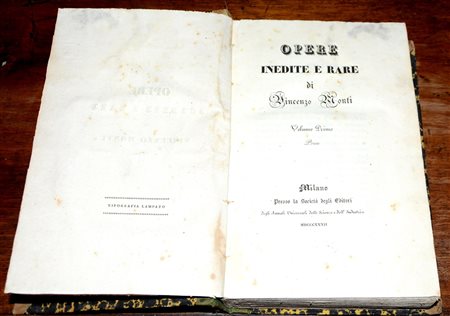 TIPOGRAFIA LAMPATO
OPERE
INEDITE E RARE
di
Vincenzo Monti
Volume
Prose
Milano
Presso la Società degli Editori
degli Annali Universali delle Scienze e dell' Industria
MDCCCXXXII